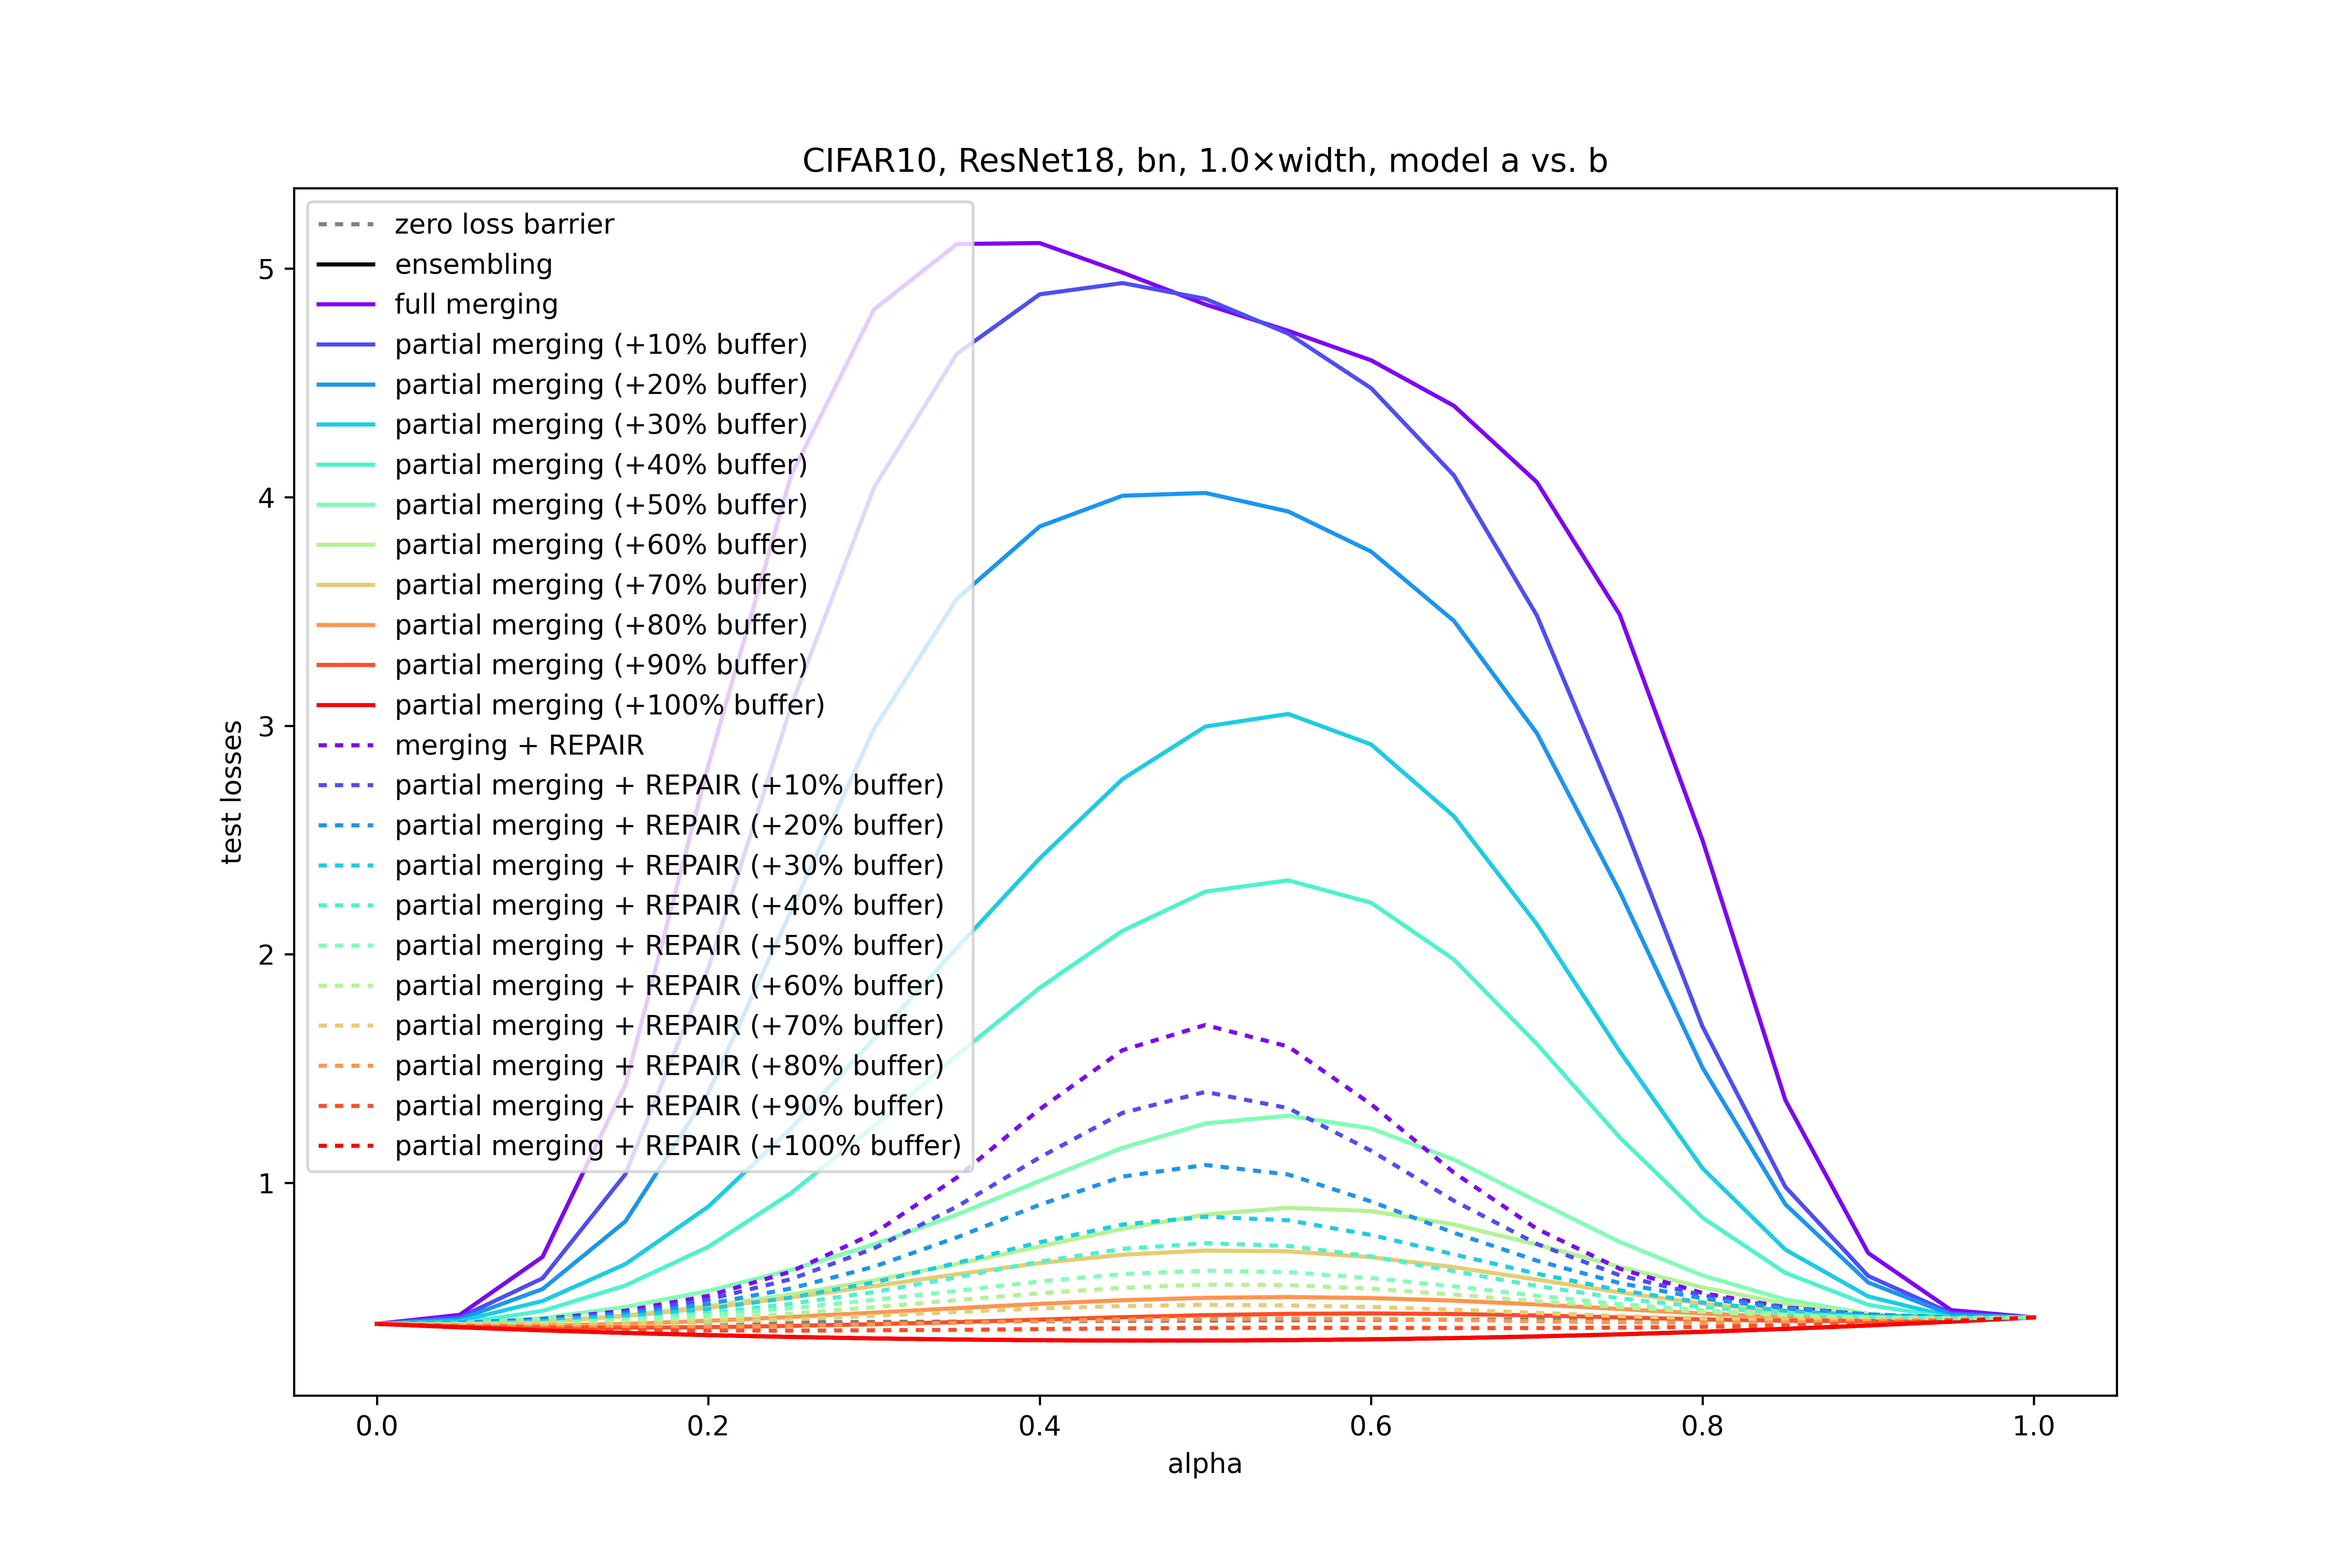 CIFAR10, ResNet18, bn, 1.0×width, model a vs. b
zero loss barrier
ensembling
full merging
partial merging (+10% buffer)
partial merging (+20% buffer)
partial merging (+30% buffer)
partial merging (+40% buffer)
partial merging (+50% buffer)
partial merging (+60% buffer)
partial merging (+70% buffer)
partial merging (+80% buffer)
partial merging (+90% buffer)
partial merging (+100% buffer)
merging + REPAIR
partial merging + REPAIR (+10% buffer)
partial merging + REPAIR (+20% buffer)
partial merging + REPAIR (+30% buffer)
partial merging + REPAIR (+40% buffer)
partial merging + REPAIR (+50% buffer)
partial merging + REPAIR (+60% buffer)
partial merging + REPAIR (+70% buffer)
partial merging + REPAIR (+80% buffer)
partial merging + REPAIR (+90% buffer)
partial merging + REPAIR (+100% buffer)
5
4
3
2
1
test losses
0.0 0.2 0.4 0.6 0.8 1.0
alpha